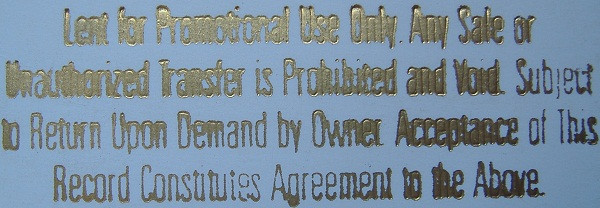 Lent for Promotional Use Only. Any Sale or
Unauthorized Transfer is Prohibited and Void. Subject
to Return Upon Demand by Owner. Acceptance of This
Record Constitutes Agreement to the Above.